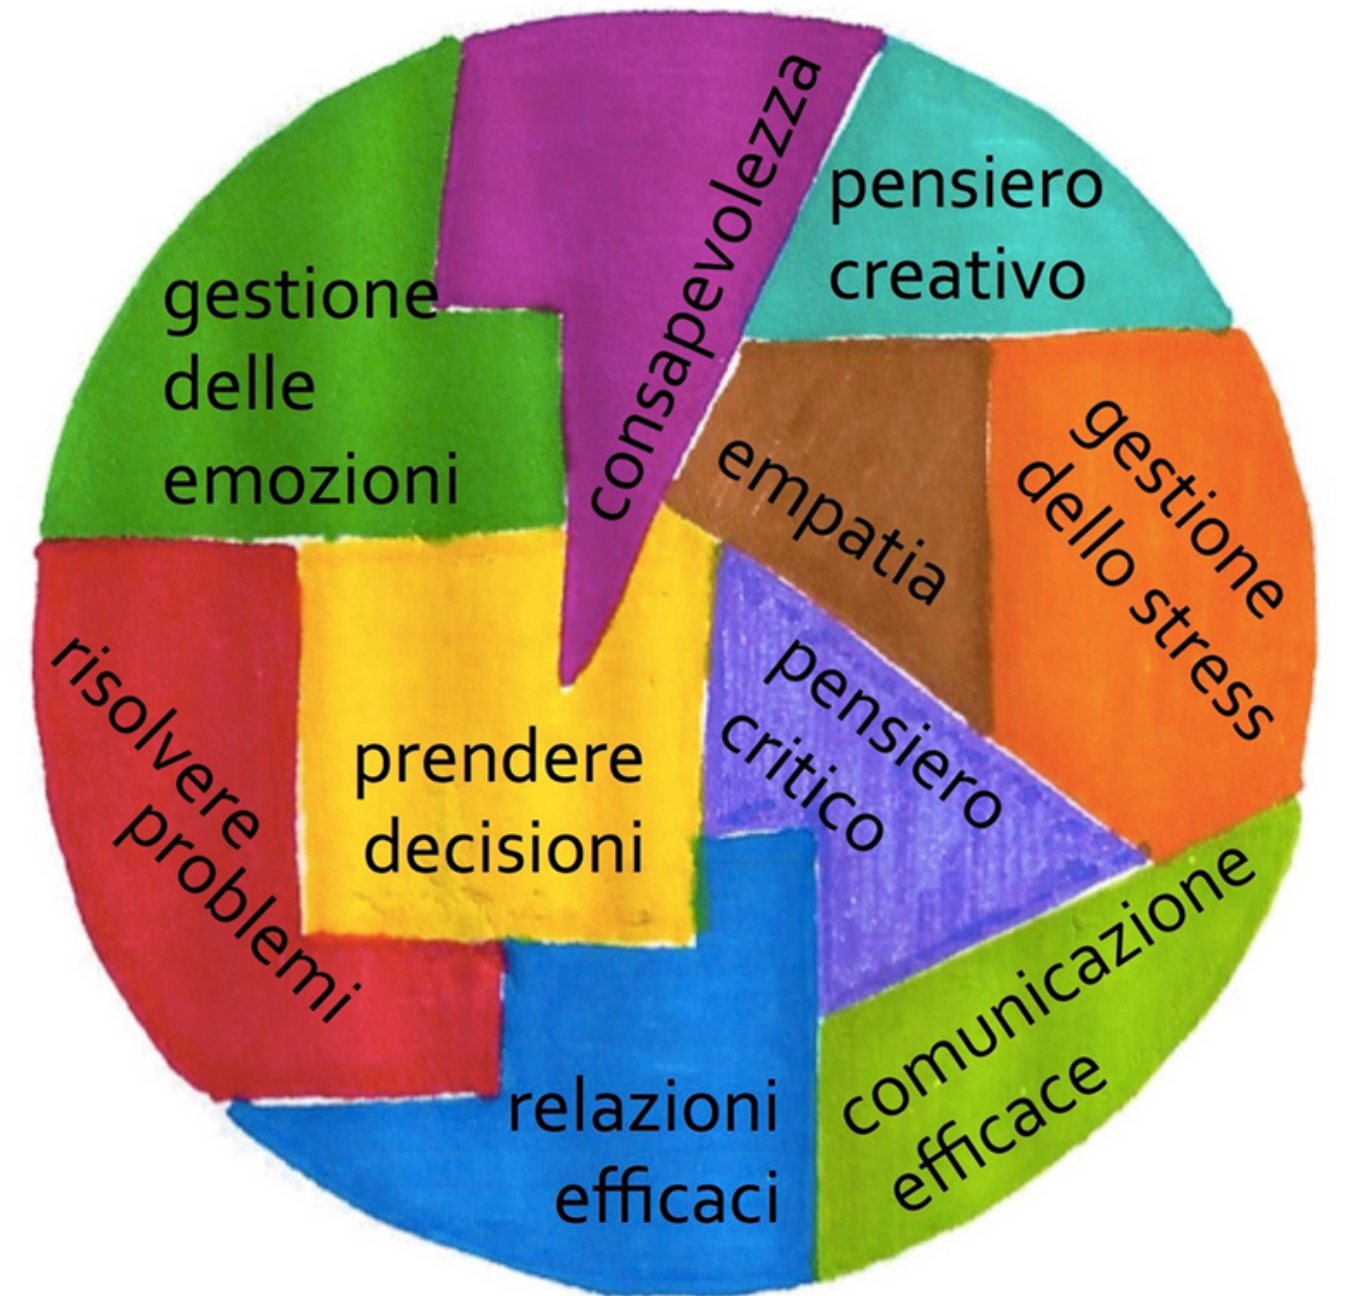 consapevolezza
pensiero
creativo
gestione
delle
emozioni
empatia
gestione
dello stress
risolvere
problemi
prendere
decisioni
pensiero
critico
comunicazione
efficace
relazioni
efficaci